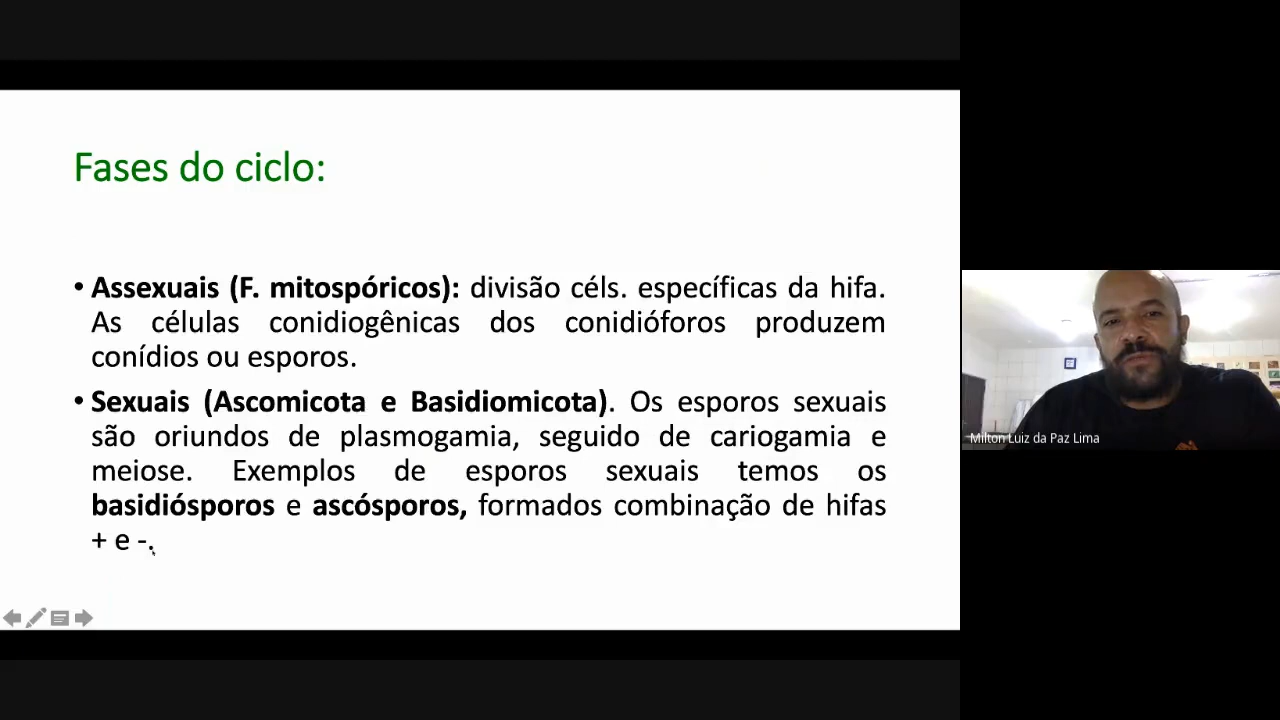 Fases do ciclo:
• Assexuais (F. mitospóricos): divisão céls. específicas da hifa.
As células conidiogênicas dos conidióforos produzem
conídios ou esporos.
• Sexuais (Ascomicota e Basidiomicota). Os esporos sexuais
são oriundos de plasmogamia, seguido de cariogamia e
meiose. Exemplos de esporos sexuais temos os
basidiósporos e ascósporos, formados combinação de hifas
+ e -.
Milton Luiz da Paz Lima